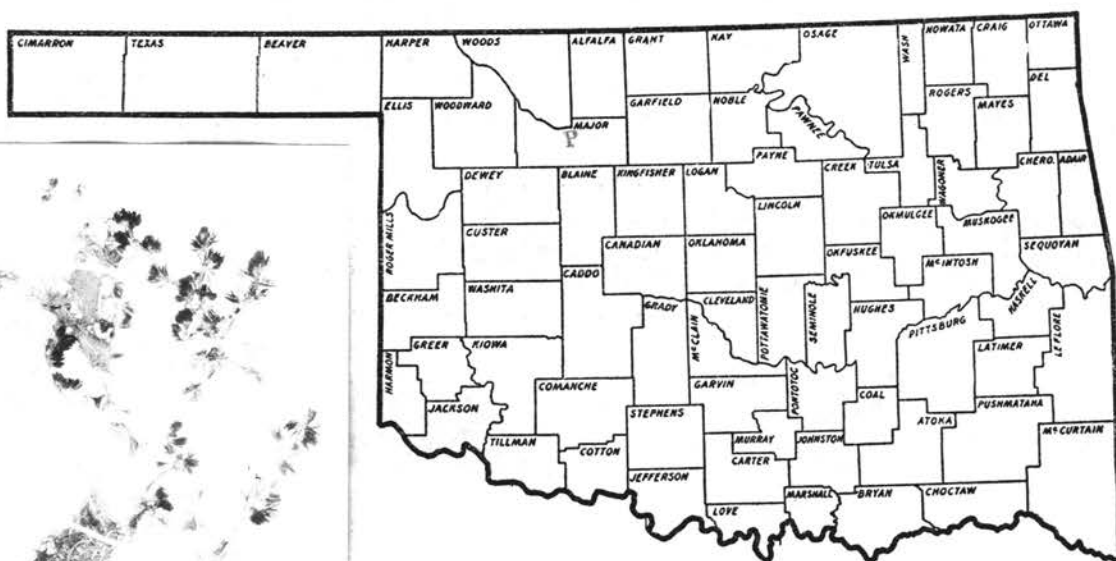 CIMARRON TEXAS BEAVER HARPER WOODS ALFALFA GRANT KAY OSAGE WASH NOWATA CRAIG OTTAWA
ELLIS WOODWARD MAJOR GARFIELD NOBLE PAWNEE ROGERS MAYES DEL
P
DEWEY BLAINE KINGFISHER LOGAN PAYNE CREEK TULSA WAGONER CHERO. ADAIR
ROGER MILLS CUSTER CANADIAN OKLAHOMA LINCOLN OKFUSKEE OKMULGEE MUSKOGEE SEQUOYAH
BECKHAM WASHITA CADDO GRADY McCLAIN CLEVELAND POTTAWATOMIE SEMINOLE HUGHES McINTOSH PITTSBURG HASKELL LE FLORE
HARMON GREER KIOWA COMANCHE GARVIN PONTOTOC COAL LATIMER
JACKSON TILLMAN COTTON STEPHENS MURRAY JOHNSTON ATOKA PUSHMATAHA McCURTAIN
JEFFERSON CARTER LOVE MARSHALL BRYAN CHOCTAW